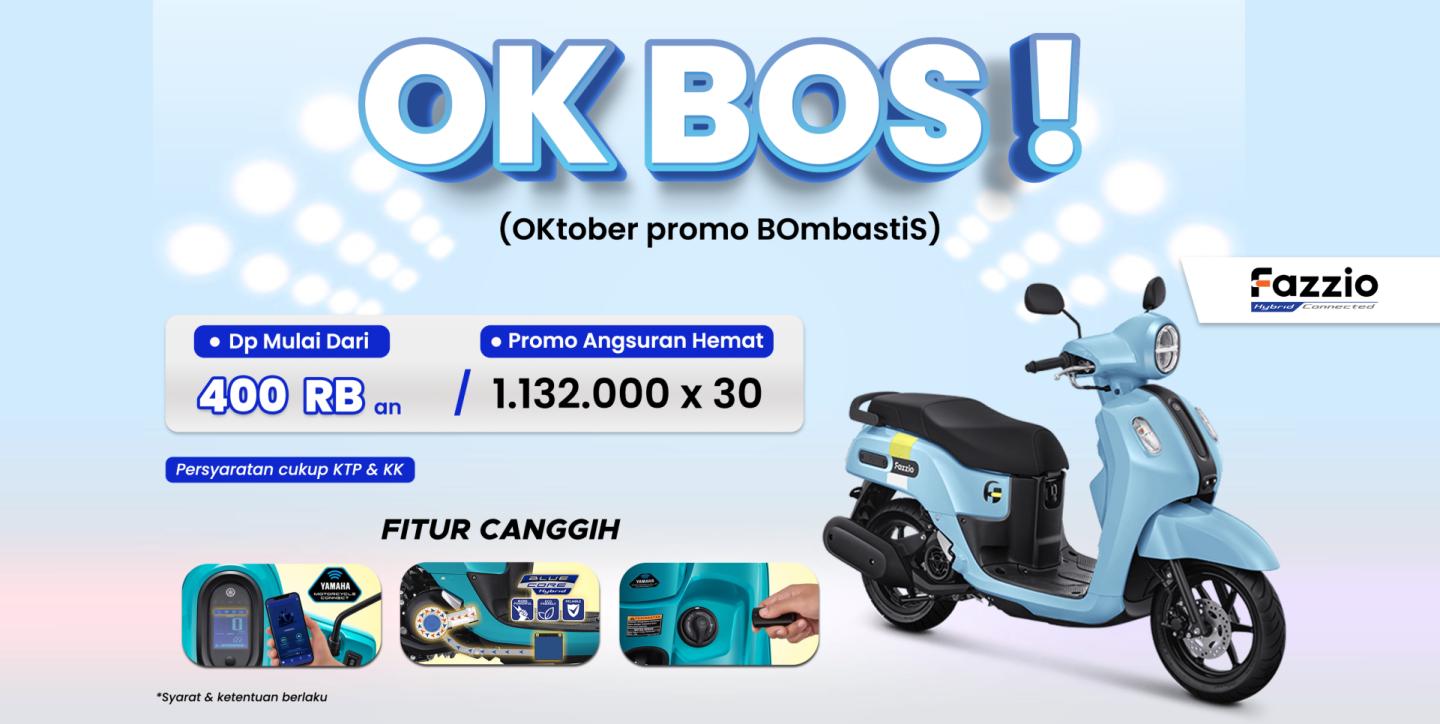 OK BOS !
(OKtober promo BOmbastiS)
Fazzio
Hybrid Connected
• Dp Mulai Dari
400 RB an
/
• Promo Angsuran Hemat
1.132.000 x 30
Persyaratan cukup KTP & KK
Fazzio
FITUR CANGGIH
YAMAHA
MOTORCYCLE
CONNECT
BLUE
CORE
Hybrid
*Syarat & ketentuan berlaku